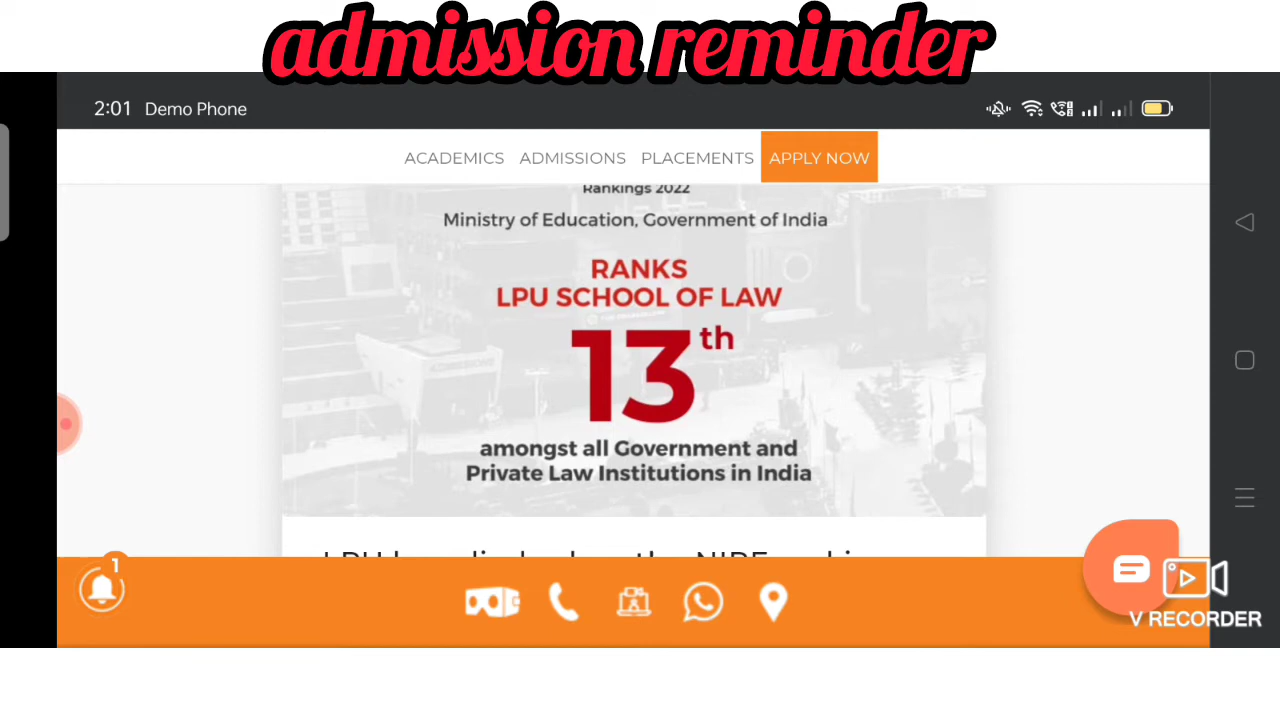 admission reminder
2:01 Demo Phone
ACADEMICS ADMISSIONS PLACEMENTS APPLY NOW
Rankings 2022
Ministry of Education, Government of India
RANKS
LPU SCHOOL OF LAW
13th
amongst all Government and
Private Law Institutions in India
1
V RECORDER